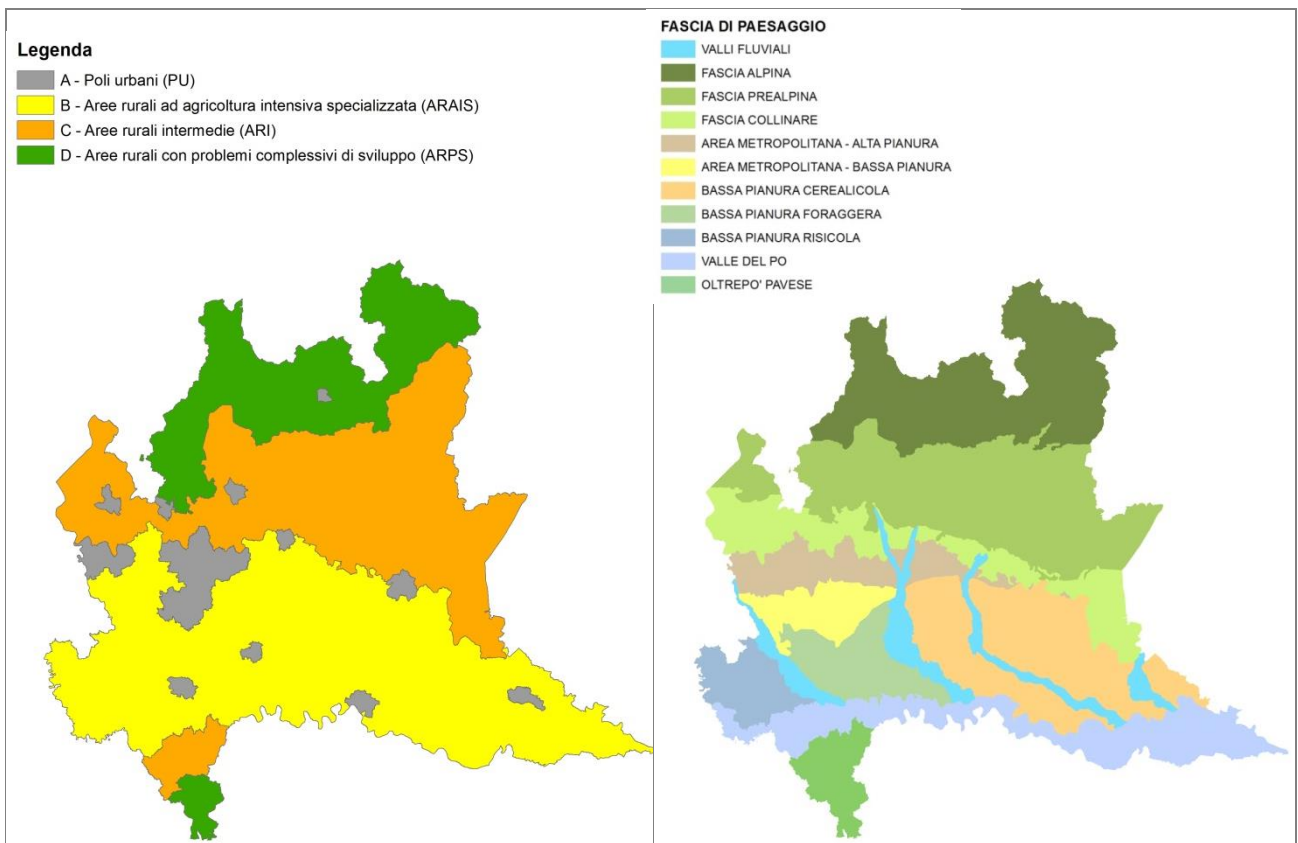 Legenda
A - Poli urbani (PU)
B - Aree rurali ad agricoltura intensiva specializzata (ARAIS)
C - Aree rurali intermedie (ARI)
D - Aree rurali con problemi complessivi di sviluppo (ARPS)
FASCIA DI PAESAGGIO
VALLI FLUVIALI
FASCIA ALPINA
FASCIA PREALPINA
FASCIA COLLINARE
AREA METROPOLITANA - ALTA PIANURA
AREA METROPOLITANA - BASSA PIANURA
BASSA PIANURA CEREALICOLA
BASSA PIANURA FORAGGERA
BASSA PIANURA RISICOLA
VALLE DEL PO
OLTREPO' PAVESE